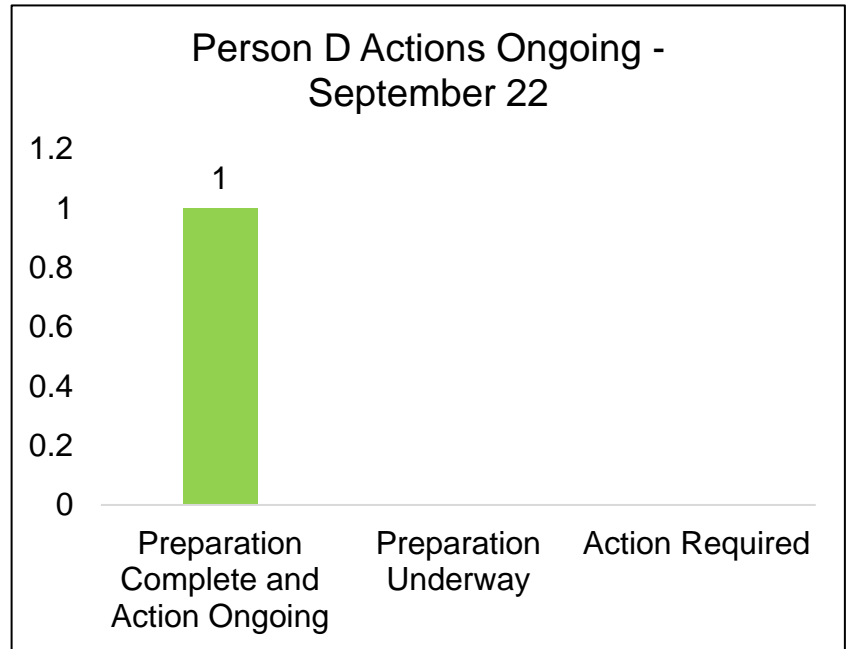 Person D Actions Ongoing -
September 22
1.2
1
0.8
0.6
0.4
0.2
0
1
Preparation
Complete and
Action Ongoing
Preparation
Underway
Action Required